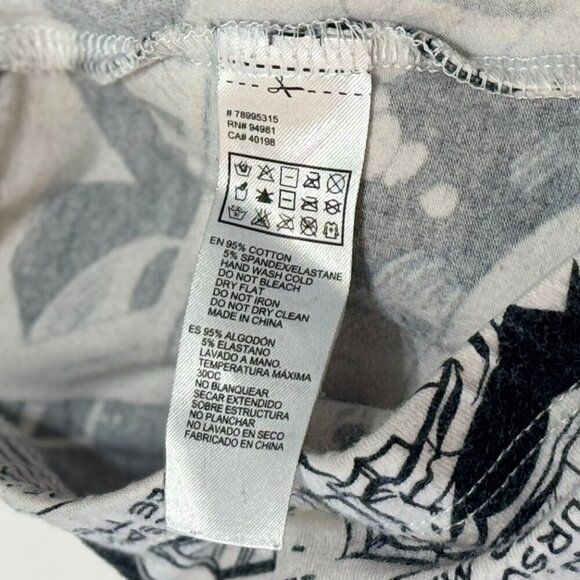 # 78995315
RN# 94981
CA# 40198
EN 95% COTTON
5% SPANDEX/ELASTANE
HAND WASH COLD
DO NOT BLEACH
DRY FLAT
DO NOT IRON
DO NOT DRY CLEAN
MADE IN CHINA
ES 95% ALGODÓN
5% ELASTANO
LAVADO A MANO.
TEMPERATURA MÁXIMA
30OC
NO BLANQUEAR
SECAR EXTENDIDO
SOBRE ESTRUCTURA
NO PLANCHAR
NO LAVADO EN SECO
FABRICADO EN CHINA